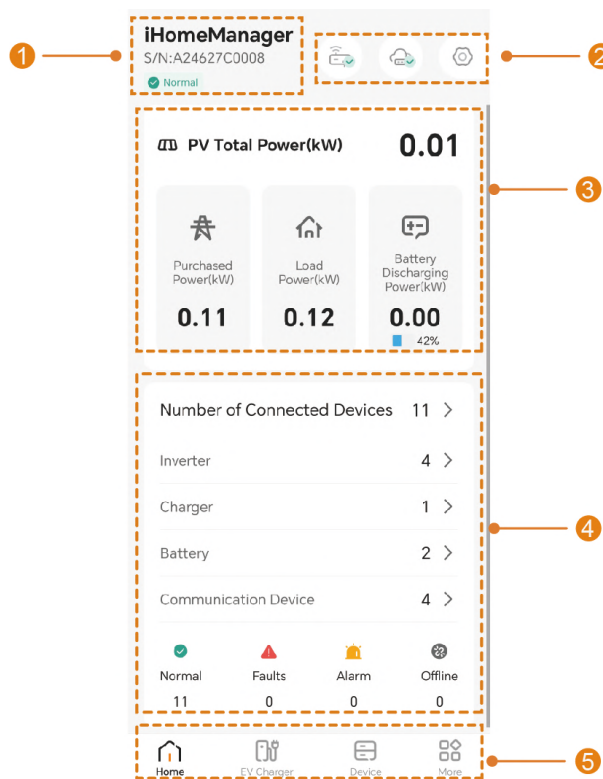 iHomeManager
S/N:A24627C0008
Normal
1
2
PV Total Power(kW) 0.01
3
Purchased
Power(kW)
0.11
Load
Power(kW)
0.12
Battery
Discharging
Power(kW)
0.00
42%
Number of Connected Devices 11
Inverter 4
Charger 1
4
Battery 2
Communication Device 4
Normal Faults Alarm Offline
11 0 0 0
Home EV Charger Device More
5